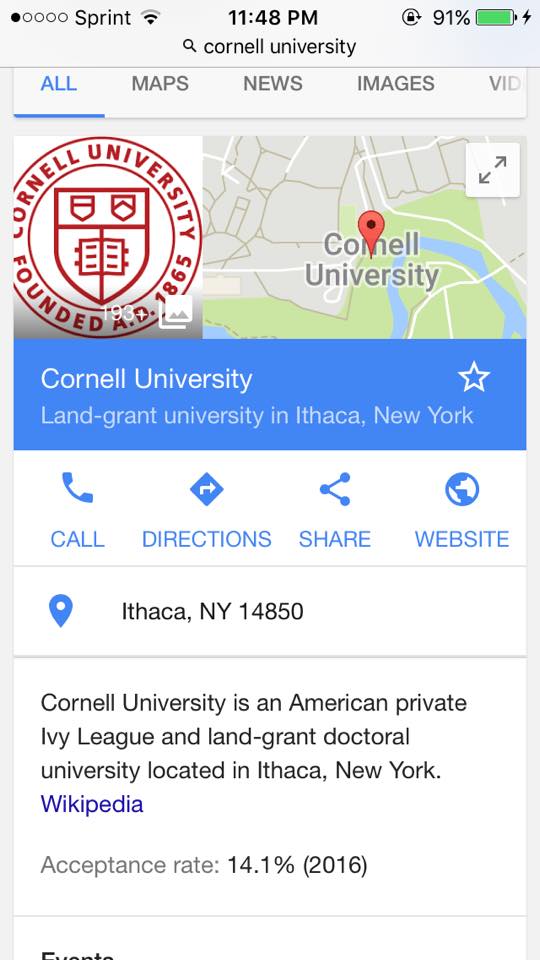 Sprint 11:48 PM 91%
cornell university
ALL MAPS NEWS IMAGES VID
CORNELL UNIVERSITY
FOUNDED A.D. 1865
193+
Cornell
University
Cornell University
Land-grant university in Ithaca, New York
CALL DIRECTIONS SHARE WEBSITE
Ithaca, NY 14850
Cornell University is an American private
Ivy League and land-grant doctoral
university located in Ithaca, New York.
Wikipedia
Acceptance rate: 14.1% (2016)
Events